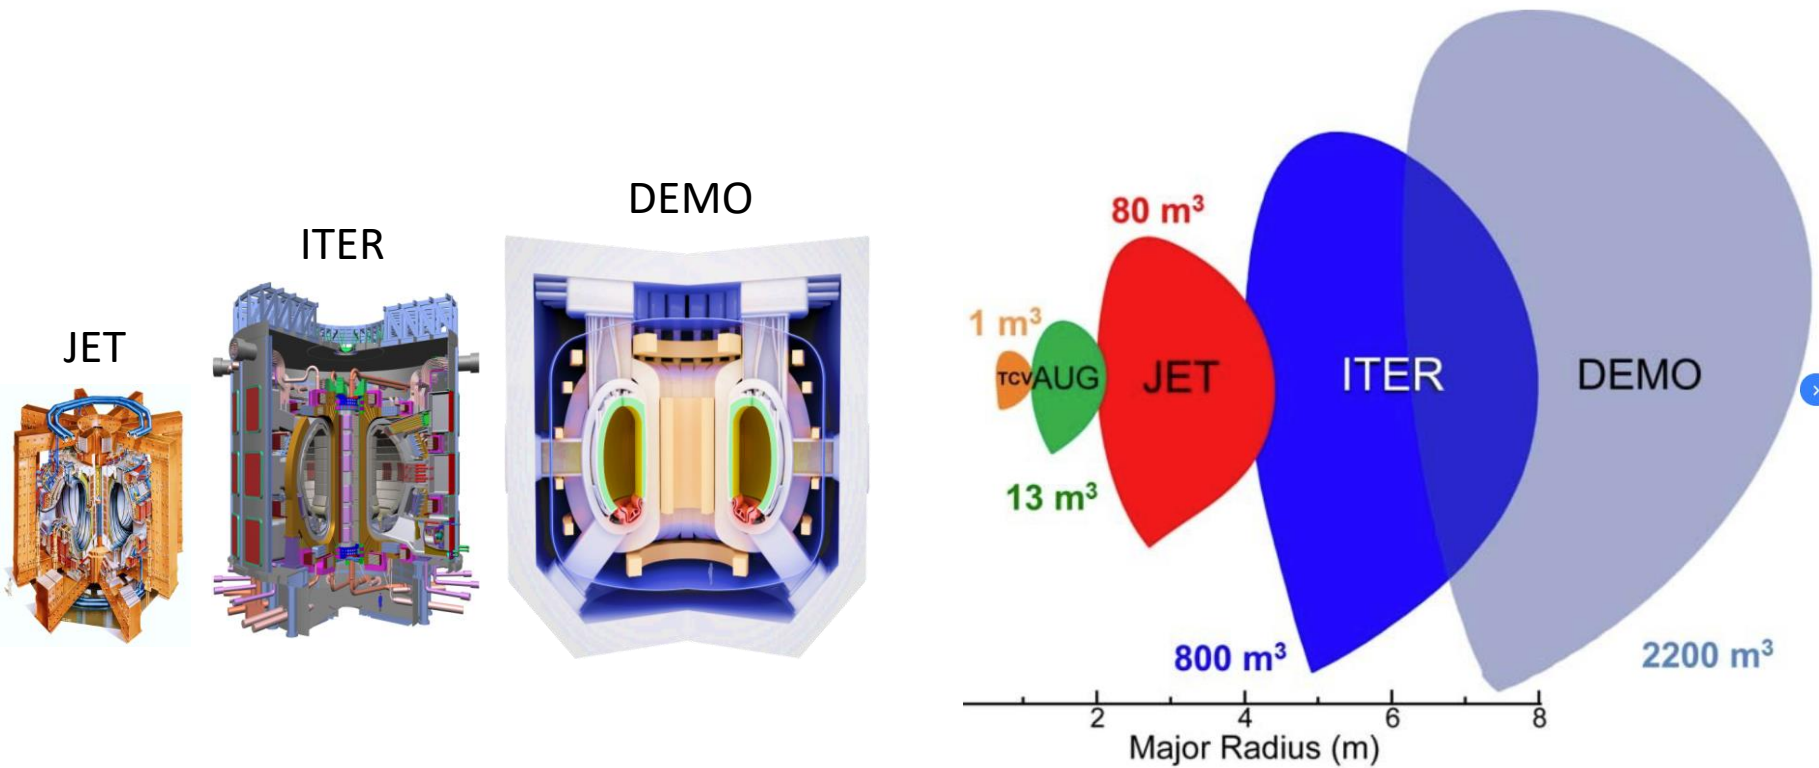 JET
ITER
DEMO
80 m³
1 m³
TCV
AUG
JET
ITER
DEMO
13 m³
800 m³
2200 m³
2 4 6 8
Major Radius (m)